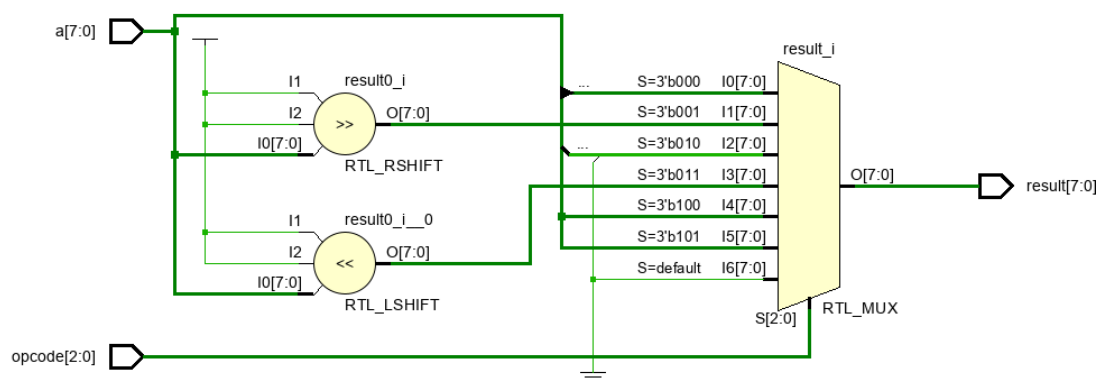 a[7:0]
result_i
I1
result0_i
... S=3'b000 I0[7:0]
I2
O[7:0]
S=3'b001 I1[7:0]
>>
I0[7:0]
... S=3'b010 I2[7:0]
RTL_RSHIFT
S=3'b011 I3[7:0]
O[7:0]
result[7:0]
I1
result0_i__0
S=3'b100 I4[7:0]
I2
O[7:0]
S=3'b101 I5[7:0]
<<
I0[7:0]
S=default I6[7:0]
RTL_LSHIFT
S[2:0]
RTL_MUX
opcode[2:0]